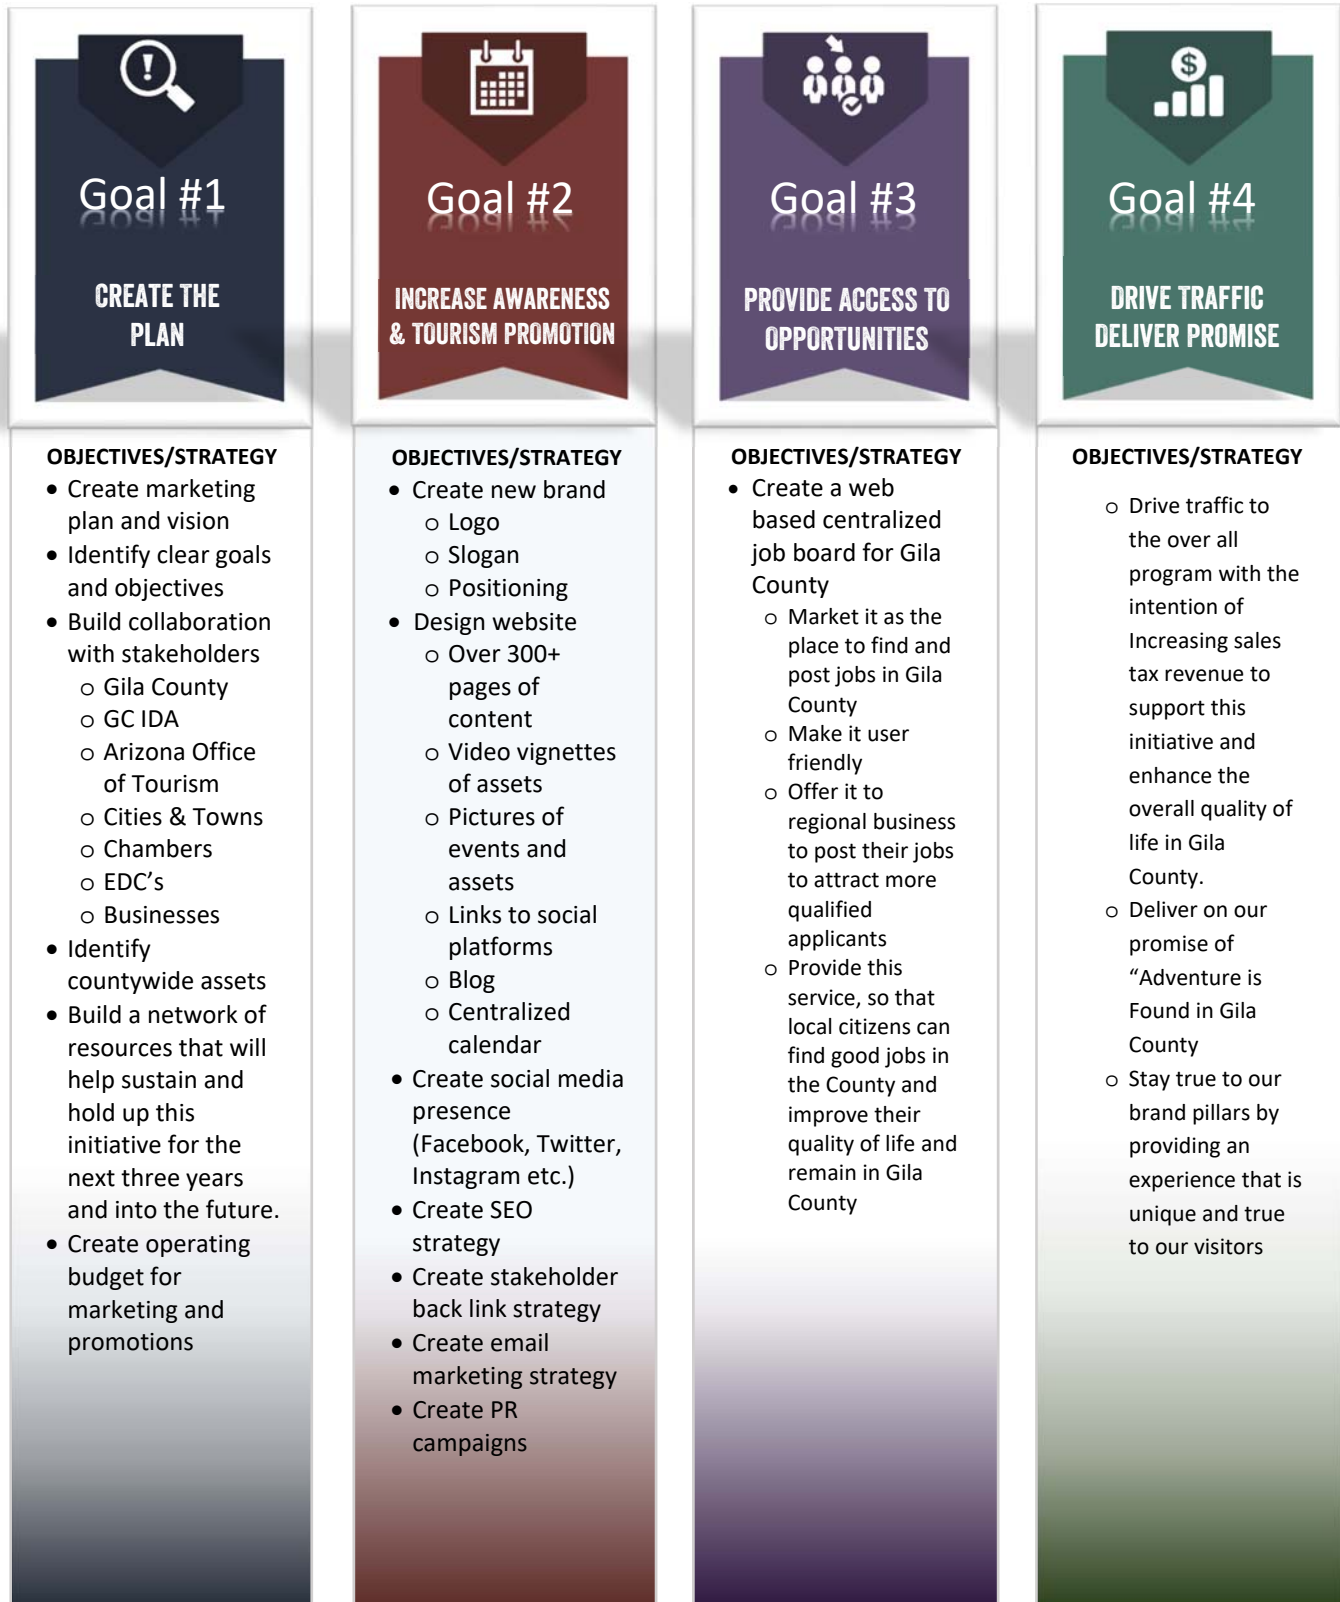 Goal #1
CREATE THE
PLAN
OBJECTIVES/STRATEGY
• Create marketing
plan and vision
• Identify clear goals
and objectives
• Build collaboration
with stakeholders
o Gila County
o GC IDA
o Arizona Office
of Tourism
o Cities & Towns
o Chambers
o EDC's
o Businesses
• Identify
countywide assets
• Build a network of
resources that will
help sustain and
hold up this
initiative for the
next three years
and into the future.
• Create operating
budget for
marketing and
promotions
Goal #2
INCREASE AWARENESS
& TOURISM PROMOTION
OBJECTIVES/STRATEGY
• Create new brand
o Logo
o Slogan
o Positioning
• Design website
o Over 300+
pages of
content
o Video vignettes
of assets
o Pictures of
events and
assets
o Links to social
platforms
o Blog
o Centralized
calendar
• Create social media
presence
(Facebook, Twitter,
Instagram etc.)
• Create SEO
strategy
• Create stakeholder
back link strategy
• Create email
marketing strategy
• Create PR
campaigns
Goal #3
PROVIDE ACCESS TO
OPPORTUNITIES
OBJECTIVES/STRATEGY
• Create a web
based centralized
job board for Gila
County
o Market it as the
place to find and
post jobs in Gila
County
o Make it user
friendly
o Offer it to
regional business
to post their jobs
to attract more
qualified
applicants
o Provide this
service, so that
local citizens can
find good jobs in
the County and
improve their
quality of life and
remain in Gila
County
Goal #4
DRIVE TRAFFIC
DELIVER PROMISE
OBJECTIVES/STRATEGY
o Drive traffic to
the over all
program with the
intention of
Increasing sales
tax revenue to
support this
initiative and
enhance the
overall quality of
life in Gila
County.
o Deliver on our
promise of
“Adventure is
Found in Gila
County
o Stay true to our
brand pillars by
providing an
experience that is
unique and true
to our visitors